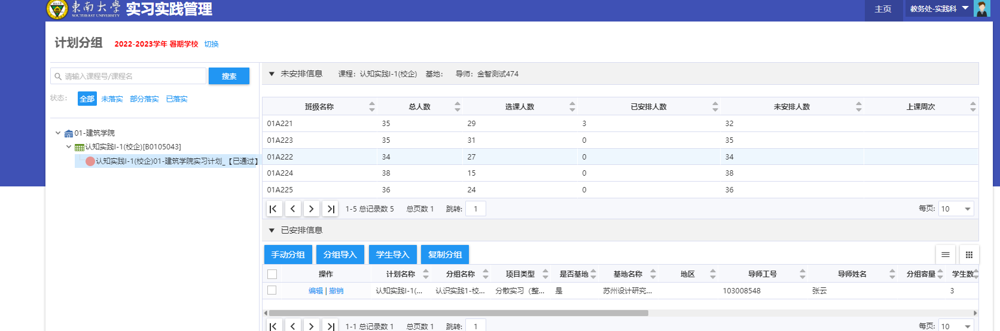 東南大學 实习实践管理 主页 教务处-实践科
SOUTHEAST UNIVERSITY
计划分组 2022-2023学年 暑期学校 切换
请输入课程号/课程名 搜索
状态: 全部 未落实 部分落实 已落实
01-建筑学院
认知实践I-1(校企)[B0105043]
认知实践I-1(校企)01-建筑学院实习计划_【已通过】
未安排信息 课程: 认知实践I-1(校企) 基地: 导师: 金智测试474
班级名称 总人数 选课人数 已安排人数 未安排人数 上课周次
01A221 35 29 3 32
01A223 35 31 0 35
01A222 34 27 0 34
01A224 38 15 0 38
01A225 36 24 0 36
1-5 总记录数 5 总页数 1 跳转: 1 每页: 10
已安排信息
手动分组 分组导入 学生导入 复制分组
操作 计划名称 分组名称 项目类型 是否基地 基地名称 地区 导师工号 导师姓名 分组容量 学生数
编辑 | 撤销 认知实践I-1(... 认识实践1-校... 分散实习（整... 是 苏州设计研究... 103008548 张云 3
1-1 总记录数 1 总页数 1 跳转: 1 每页: 10